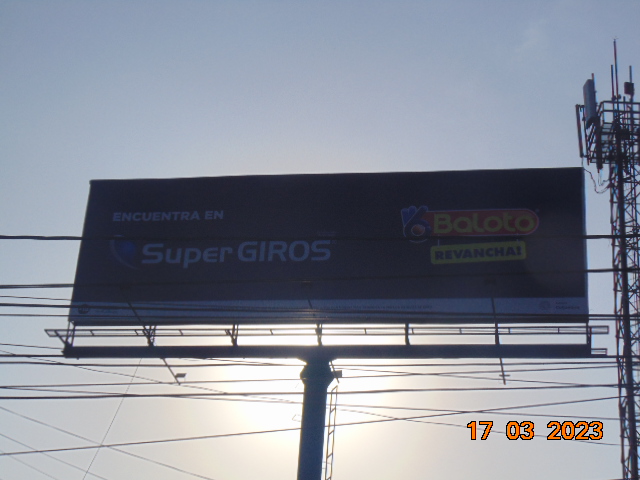 ENCUENTRA EN
SuperGIROS
Baloto
REVANCHA!
17 03 2023